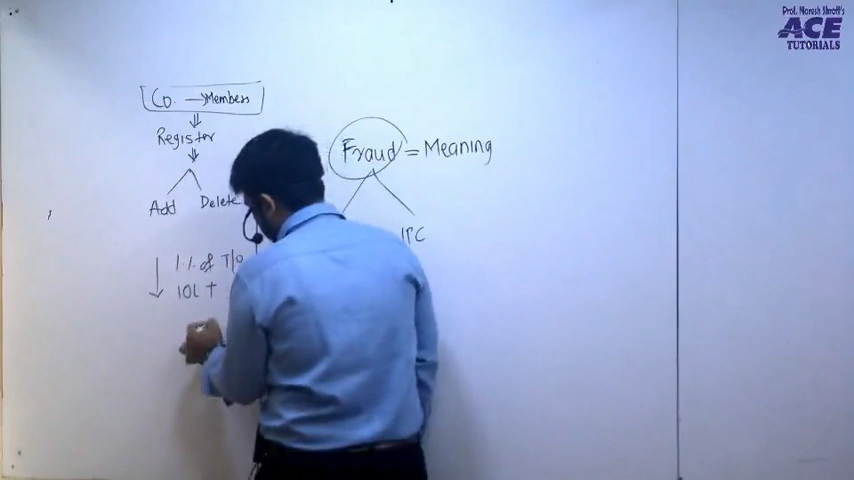 Prof. Naresh Shroff's
ACE
TUTORIALS
Co. → Members
Register
Add Delete
1% of T/O
10L +
Fraud = Meaning
IPC